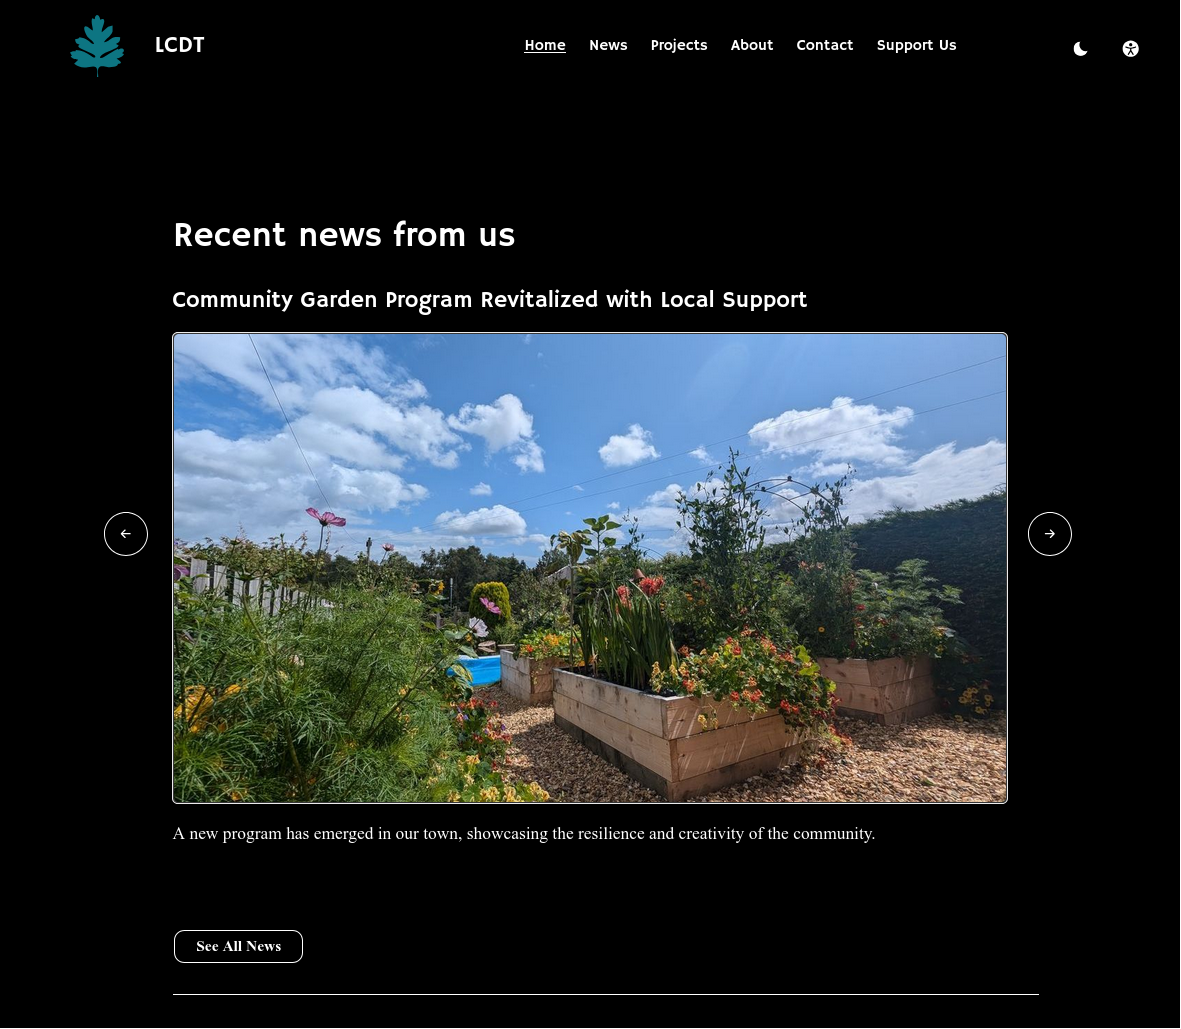 LCDT
Home News Projects About Contact Support Us
Recent news from us
Community Garden Program Revitalized with Local Support
A new program has emerged in our town, showcasing the resilience and creativity of the community.
See All News